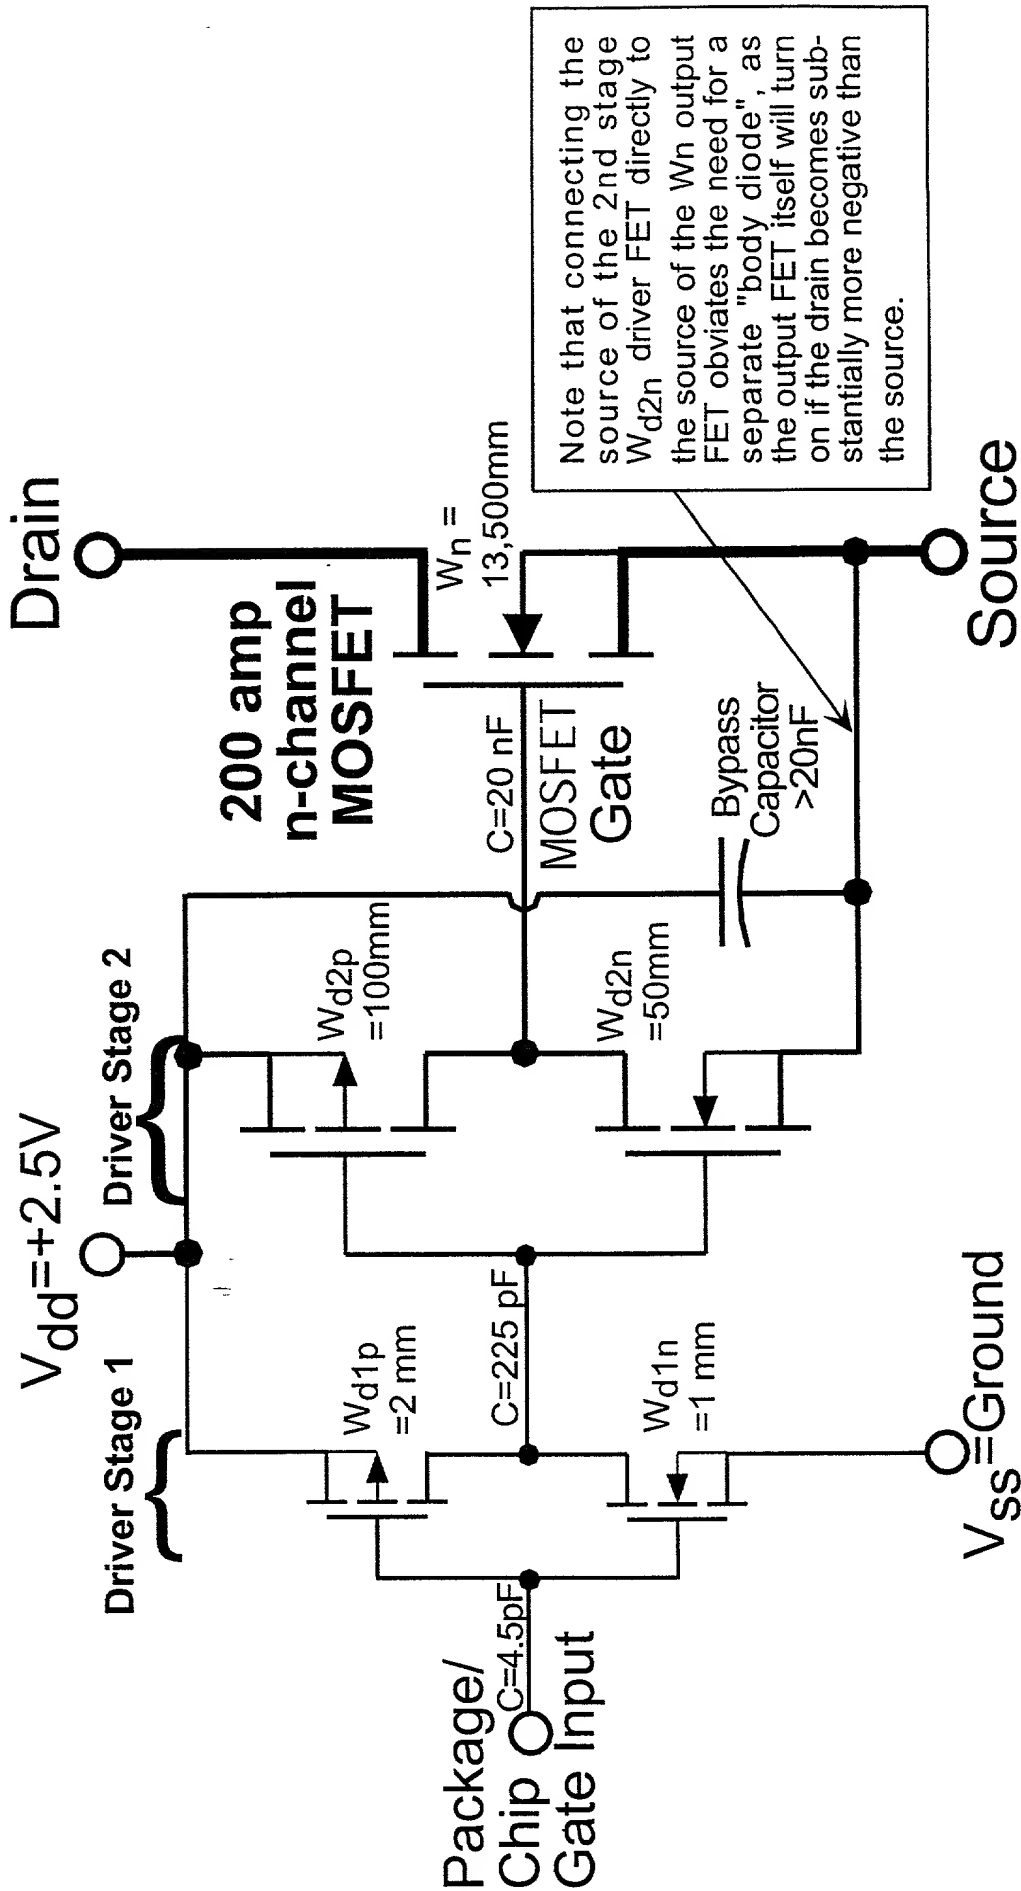 Drain
200 amp
n-channel
MOSFET
Wn =
13,500mm
C=20 nF
MOSFET
Gate
Vdd=+2.5V
Driver Stage 2
Wd2p
=100mm
Wd2n
=50mm
Bypass
Capacitor
>20nF
Source
Driver Stage 1
Wd1p
=2 mm
C=225 pF
Wd1n
=1 mm
Vss=Ground
Package/
Chip
Gate Input
C=4.5pF
Note that connecting the
source of the 2nd stage
Wd2n driver FET directly to
the source of the Wn output
FET obviates the need for a
separate "body diode", as
the output FET itself will turn
on if the drain becomes sub-
stantially more negative than
the source.